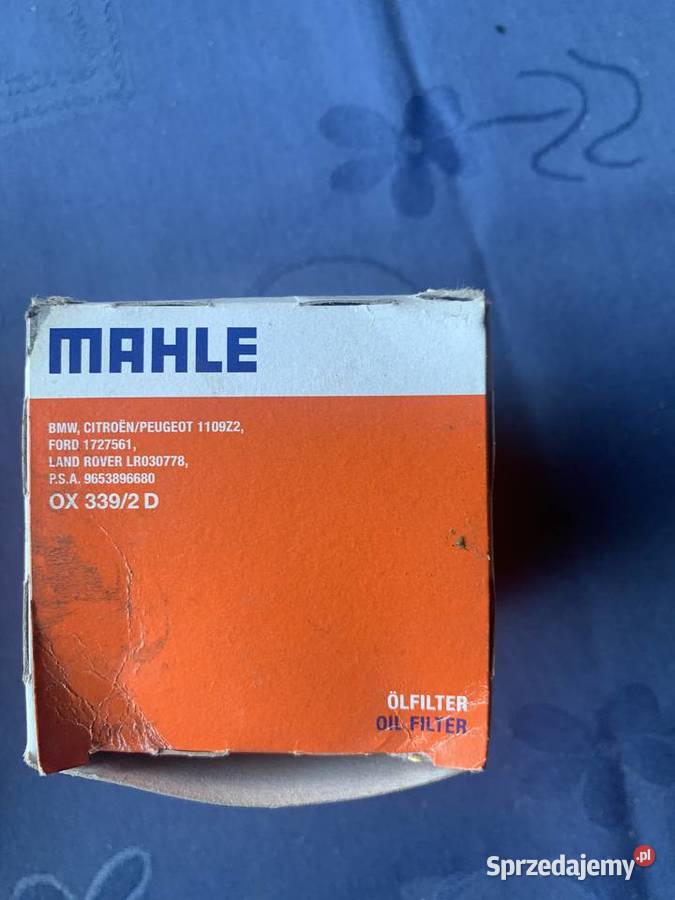 MAHLE
BMW, CITROËN/PEUGEOT 1109Z2,
FORD 1727561,
LAND ROVER LR030778,
P.S.A. 9653896680
OX 339/2 D
ÖLFILTER
OIL FILTER
Sprzedajemy.pl